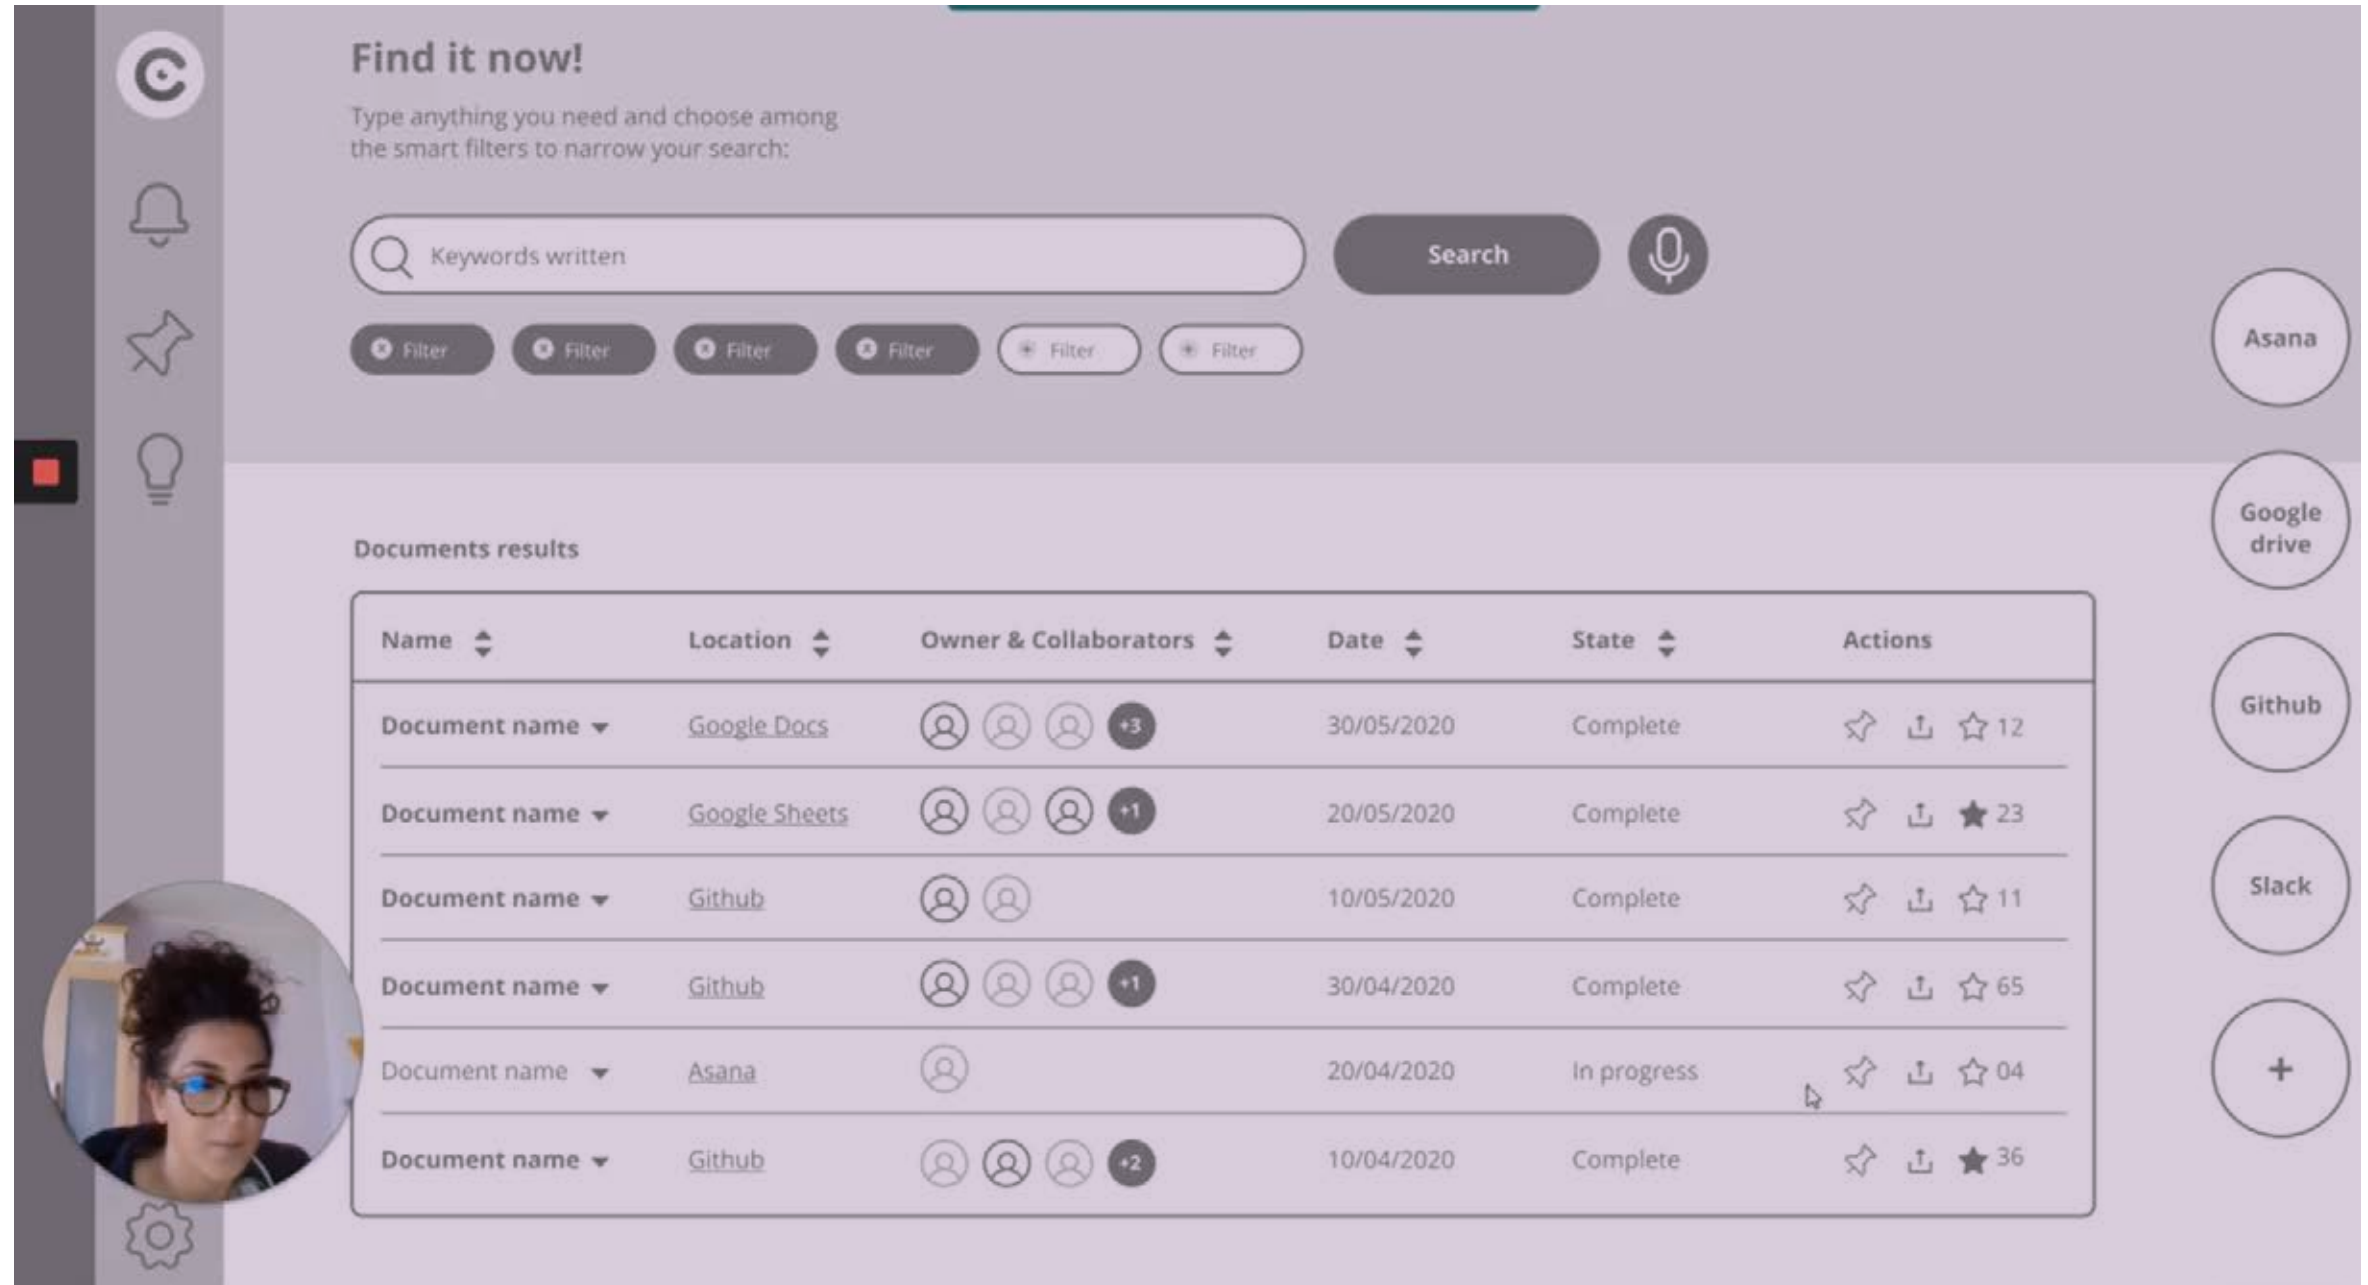 Find it now!
Type anything you need and choose among
the smart filters to narrow your search:
Keywords written
Search
Filter Filter Filter Filter Filter Filter
Asana
Google
drive
Github
Slack
+
Documents results
Name Location Owner & Collaborators Date State Actions
Document name Google Docs +3 30/05/2020 Complete 12
Document name Google Sheets +1 20/05/2020 Complete 23
Document name Github 10/05/2020 Complete 11
Document name Github +1 30/04/2020 Complete 65
Document name Asana 20/04/2020 In progress 04
Document name Github +2 10/04/2020 Complete 36